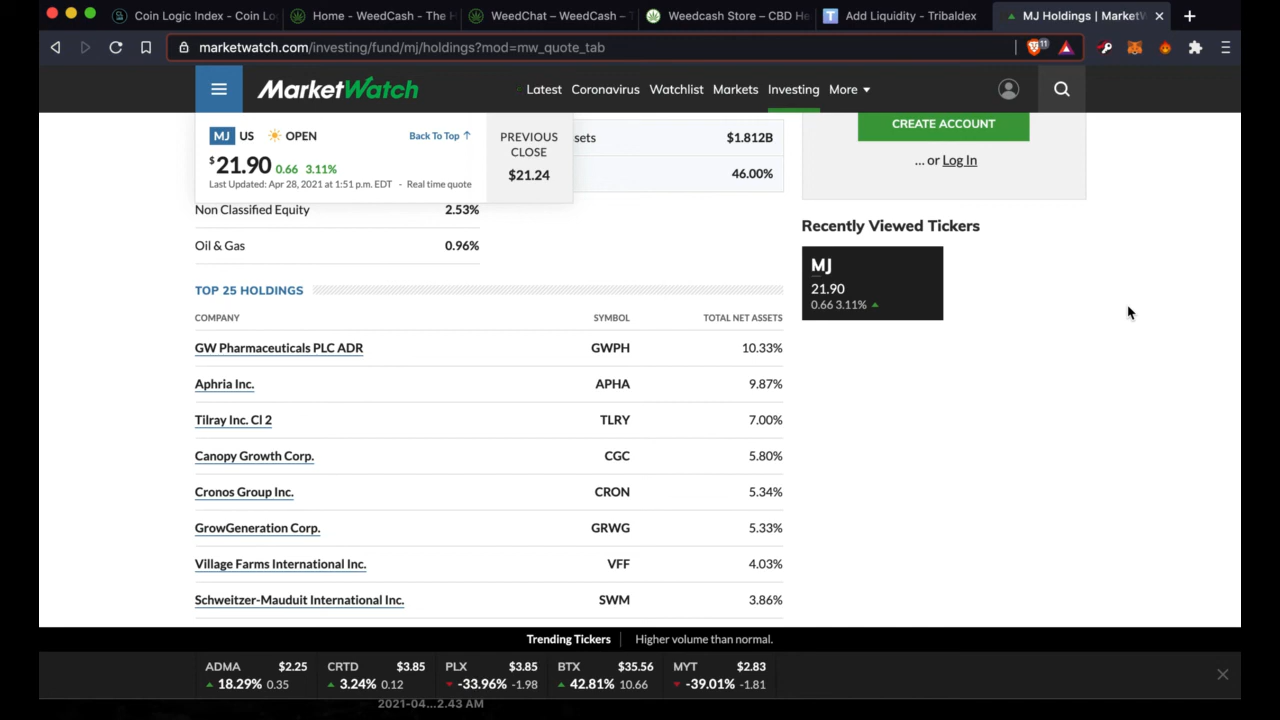 Coin Logic Index - Coin Lo
Home - WeedCash - The H
WeedChat – WeedCash –
Weedcash Store – CBD He
Add Liquidity - Tribaldex
MJ Holdings | MarketW
marketwatch.com/investing/fund/mj/holdings?mod=mw_quote_tab
11
MarketWatch
Latest Coronavirus Watchlist Markets Investing More
MJ US OPEN Back To Top ↑
$21.90 0.66 3.11%
Last Updated: Apr 28, 2021 at 1:51 p.m. EDT - Real time quote
PREVIOUS
CLOSE
$21.24
sets $1.812B
46.00%
CREATE ACCOUNT
... or Log In
Non Classified Equity 2.53%
Oil & Gas 0.96%
Recently Viewed Tickers
MJ
21.90
0.66 3.11%
TOP 25 HOLDINGS
COMPANY SYMBOL TOTAL NET ASSETS
GW Pharmaceuticals PLC ADR GWPH 10.33%
Aphria Inc. APHA 9.87%
Tilray Inc. Cl 2 TLRY 7.00%
Canopy Growth Corp. CGC 5.80%
Cronos Group Inc. CRON 5.34%
GrowGeneration Corp. GRWG 5.33%
Village Farms International Inc. VFF 4.03%
Schweitzer-Mauduit International Inc. SWM 3.86%
Trending Tickers | Higher volume than normal.
ADMA $2.25 CRTD $3.85 PLX $3.85 BTX $35.56 MYT $2.83
18.29% 0.35 3.24% 0.12 -33.96% -1.98 42.81% 10.66 -39.01% -1.81
2021-04...2.43 AM